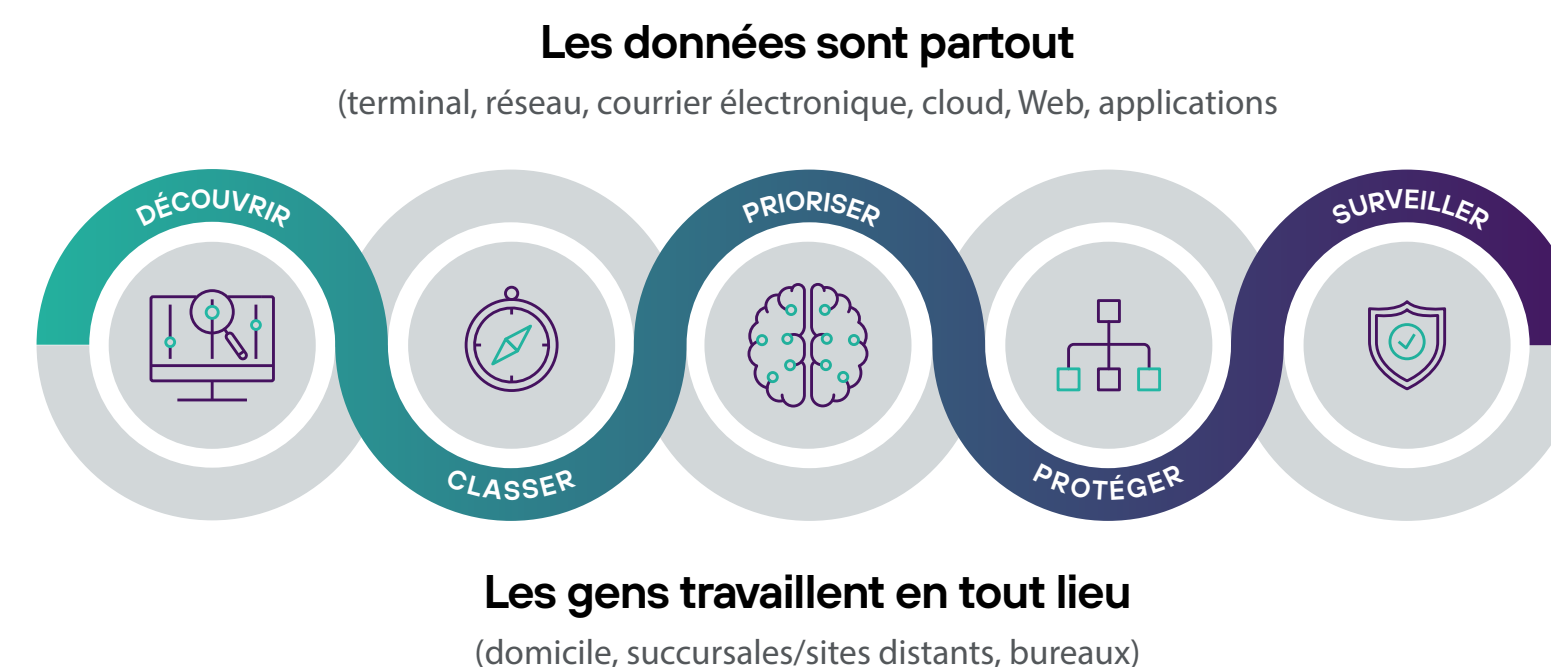 Les données sont partout
(terminal, réseau, courrier électronique, cloud, Web, applications
DÉCOUVRIR
CLASSER
PRIORISER
PROTÉGER
SURVEILLER
Les gens travaillent en tout lieu
(domicile, succursales/sites distants, bureaux)